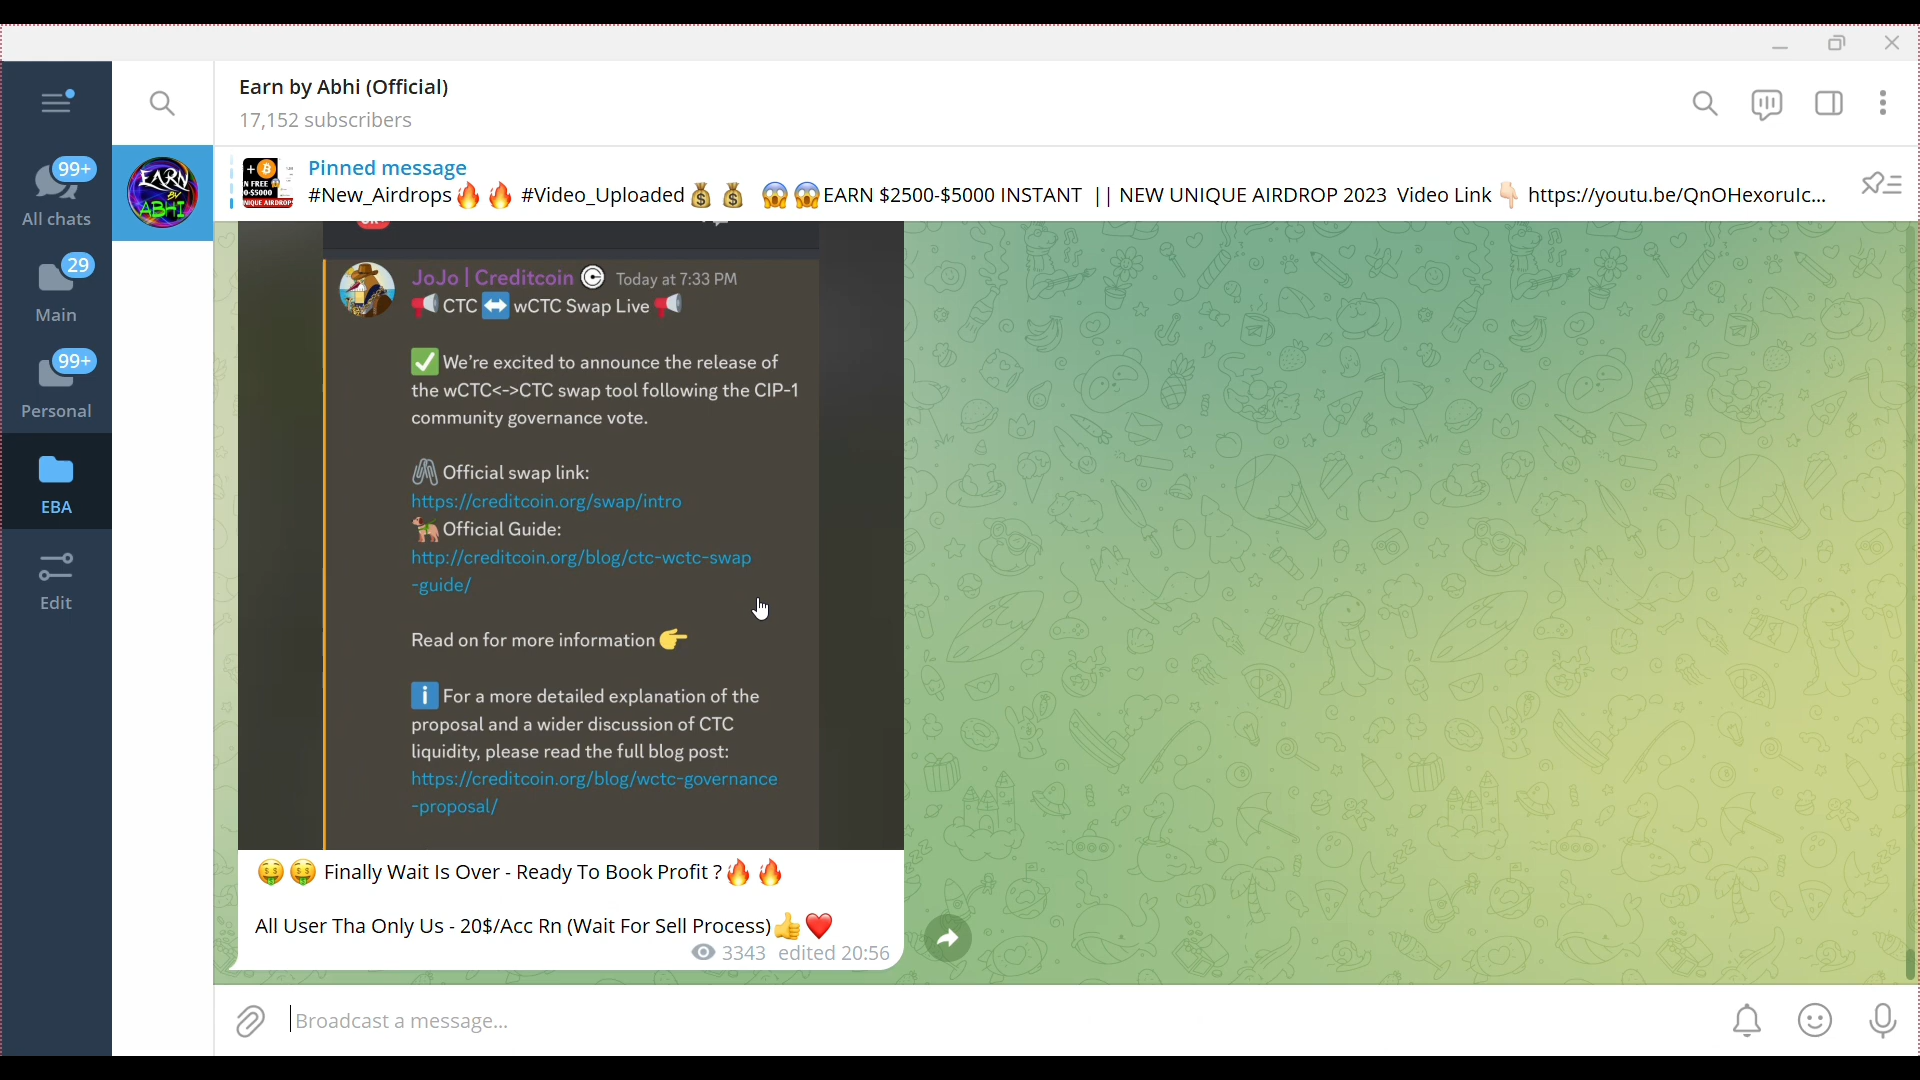 Earn by Abhi (Official)
17,152 subscribers
Pinned message
#New_Airdrops🔥🔥 #Video_Uploaded💰💰 😱😱EARN $2500-$5000 INSTANT || NEW UNIQUE AIRDROP 2023 Video Link👇🏻 https://youtu.be/QnOHexorulc...
99+
All chats
29
Main
99+
Personal
EBA
Edit
EARN
BY
ABHI
JoJo | Creditcoin Today at 7:33 PM
📢CTC↔️wCTC Swap Live📢
✅We're excited to announce the release of
the wCTC<->CTC swap tool following the CIP-1
community governance vote.
🖇Official swap link:
https://creditcoin.org/swap/intro
🐕‍🦺Official Guide:
http://creditcoin.org/blog/ctc-wctc-swap
-guide/
Read on for more information👉
ℹ️For a more detailed explanation of the
proposal and a wider discussion of CTC
liquidity, please read the full blog post:
https://creditcoin.org/blog/wctc-governance
-proposal/
🤑🤑 Finally Wait Is Over - Ready To Book Profit ?🔥🔥
All User Tha Only Us - 20$/Acc Rn (Wait For Sell Process)👍❤️
3343 edited 20:56
Broadcast a message...